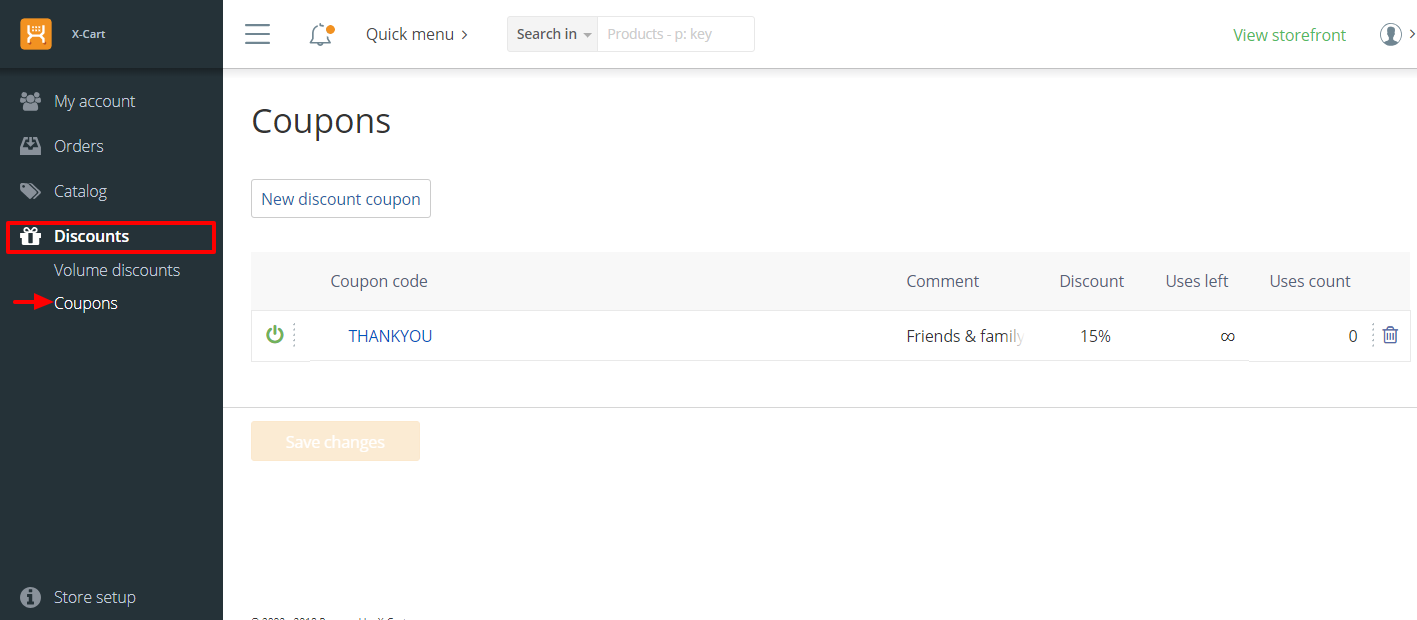 X-Cart
Quick menu
Search in
Products - p: key
View storefront
My account
Orders
Catalog
Discounts
Volume discounts
Coupons
Store setup
Coupons
New discount coupon
Coupon code Comment Discount Uses left Uses count
THANKYOU Friends & family 15% ∞ 0
Save changes